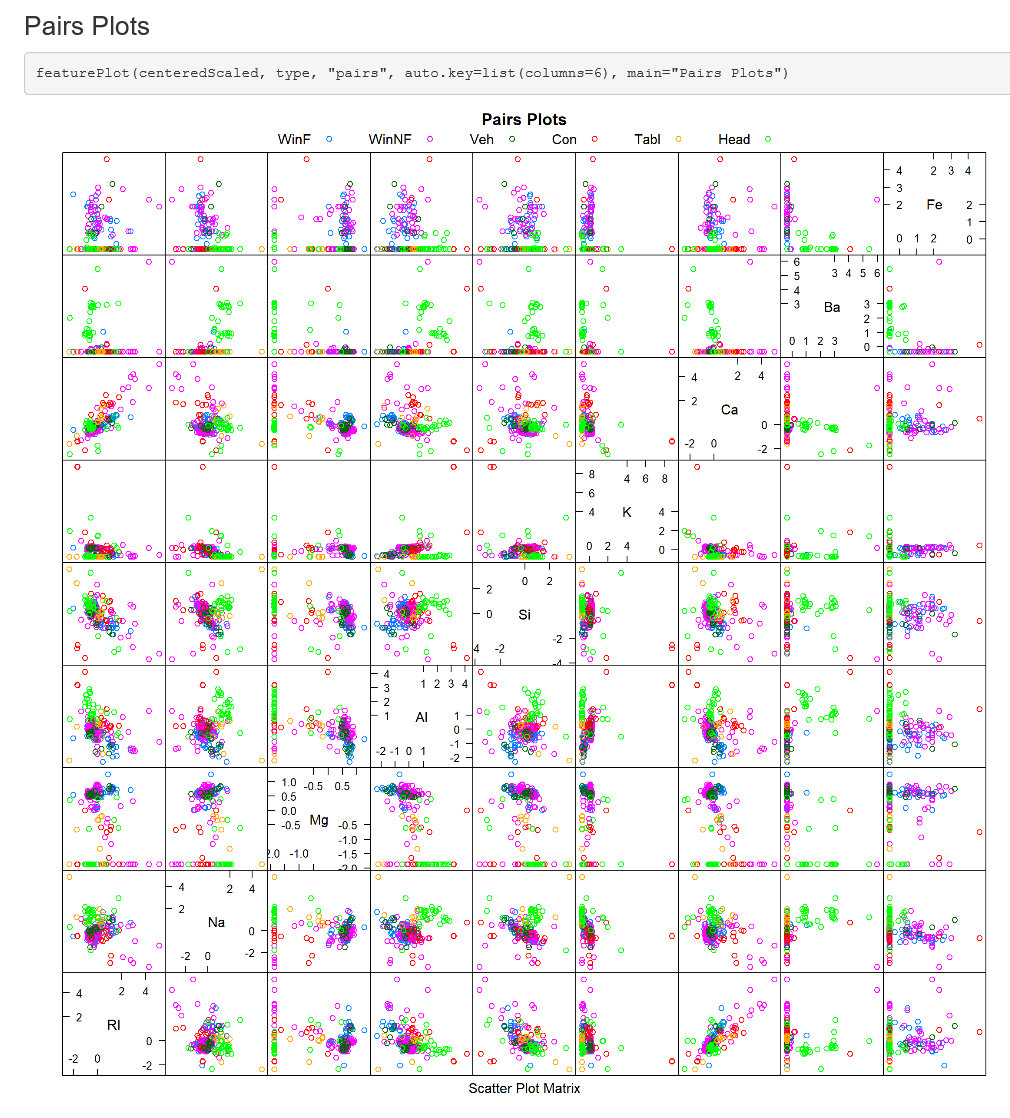 Pairs Plots
featurePlot(centeredScaled, type, "pairs", auto.key=list(columns=6), main="Pairs Plots")
Pairs Plots
WinF WinNF Veh Con Tabl Head
4 2 3 4
3
2 Fe 2
1
0 1 2 0
6 3 4 5 6
5
4
3 Ba 3
2
1
0 1 2 3 0
4 2 4
2 Ca
0
-2 0 -2
8 4 6 8
6
4 K 4
2
0 2 4 0
0 2
2
0 Si
-2
4 -2 -4
4 1 2 3 4
3
2
1 Al 1
0
-1
-2 -1 0 1 -2
1.0 -0.5 0.5
0.5
0.0
-0.5 Mg -0.5
-1.0
2.0 -1.0 -1.5
-2.0
4 2 4
2
Na 0
-2 0 -2
4 2 4
2
RI
0
-2 0 -2
Scatter Plot Matrix